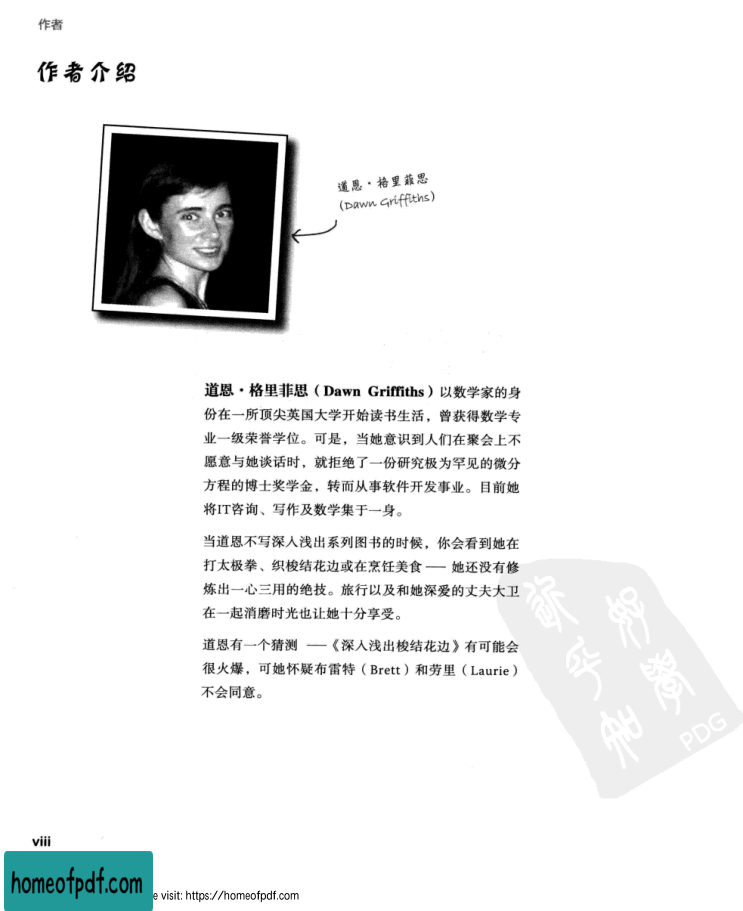 作者
作者介绍
道恩·格里菲思
(Dawn Griffiths)
道恩·格里菲思（Dawn Griffiths）以数学家的身
份在一所顶尖英国大学开始读书生活，曾获得数学专
业一级荣誉学位。可是，当她意识到人们在聚会上不
愿意与她谈话时，就拒绝了一份研究极为罕见的微分
方程的博士奖学金，转而从事软件开发事业。目前她
将IT咨询、写作及数学集于一身。
当道恩不写深入浅出系列图书的时候，你会看到她在
打太极拳、织梭结花边或在烹饪美食 —— 她还没有修
炼出一心三用的绝技。旅行以及和她深爱的丈夫大卫
在一起消磨时光也让她十分享受。
道恩有一个猜测 ——《深入浅出梭结花边》有可能会
很火爆，可她怀疑布雷特（Brett）和劳里（Laurie）
不会同意。
好學
PDG
viii
homeofpdf.com
e visit: https://homeofpdf.com